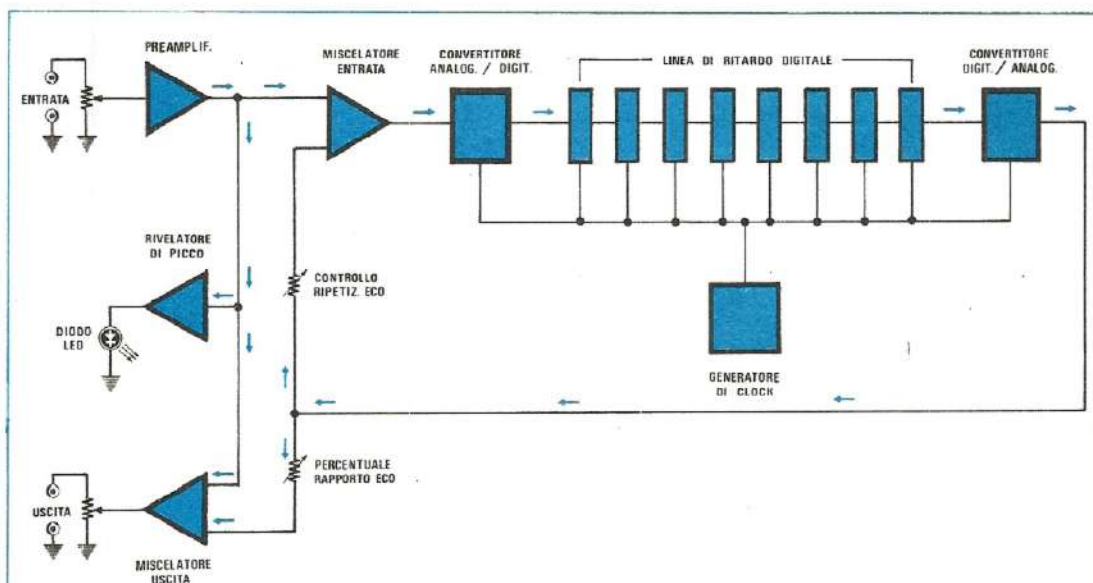 PREAMPLIF.
ENTRATA
MISCELATORE
ENTRATA
CONVERTITORE
ANALOG. / DIGIT.
LINEA DI RITARDO DIGITALE
CONVERTITORE
DIGIT. / ANALOG.
RIVELATORE
DI PICCO
DIODO
LED
CONTROLLO
RIPETIZ. ECO
GENERATORE
DI CLOCK
PERCENTUALE
RAPPORTO ECO
USCITA
MISCELATORE
USCITA